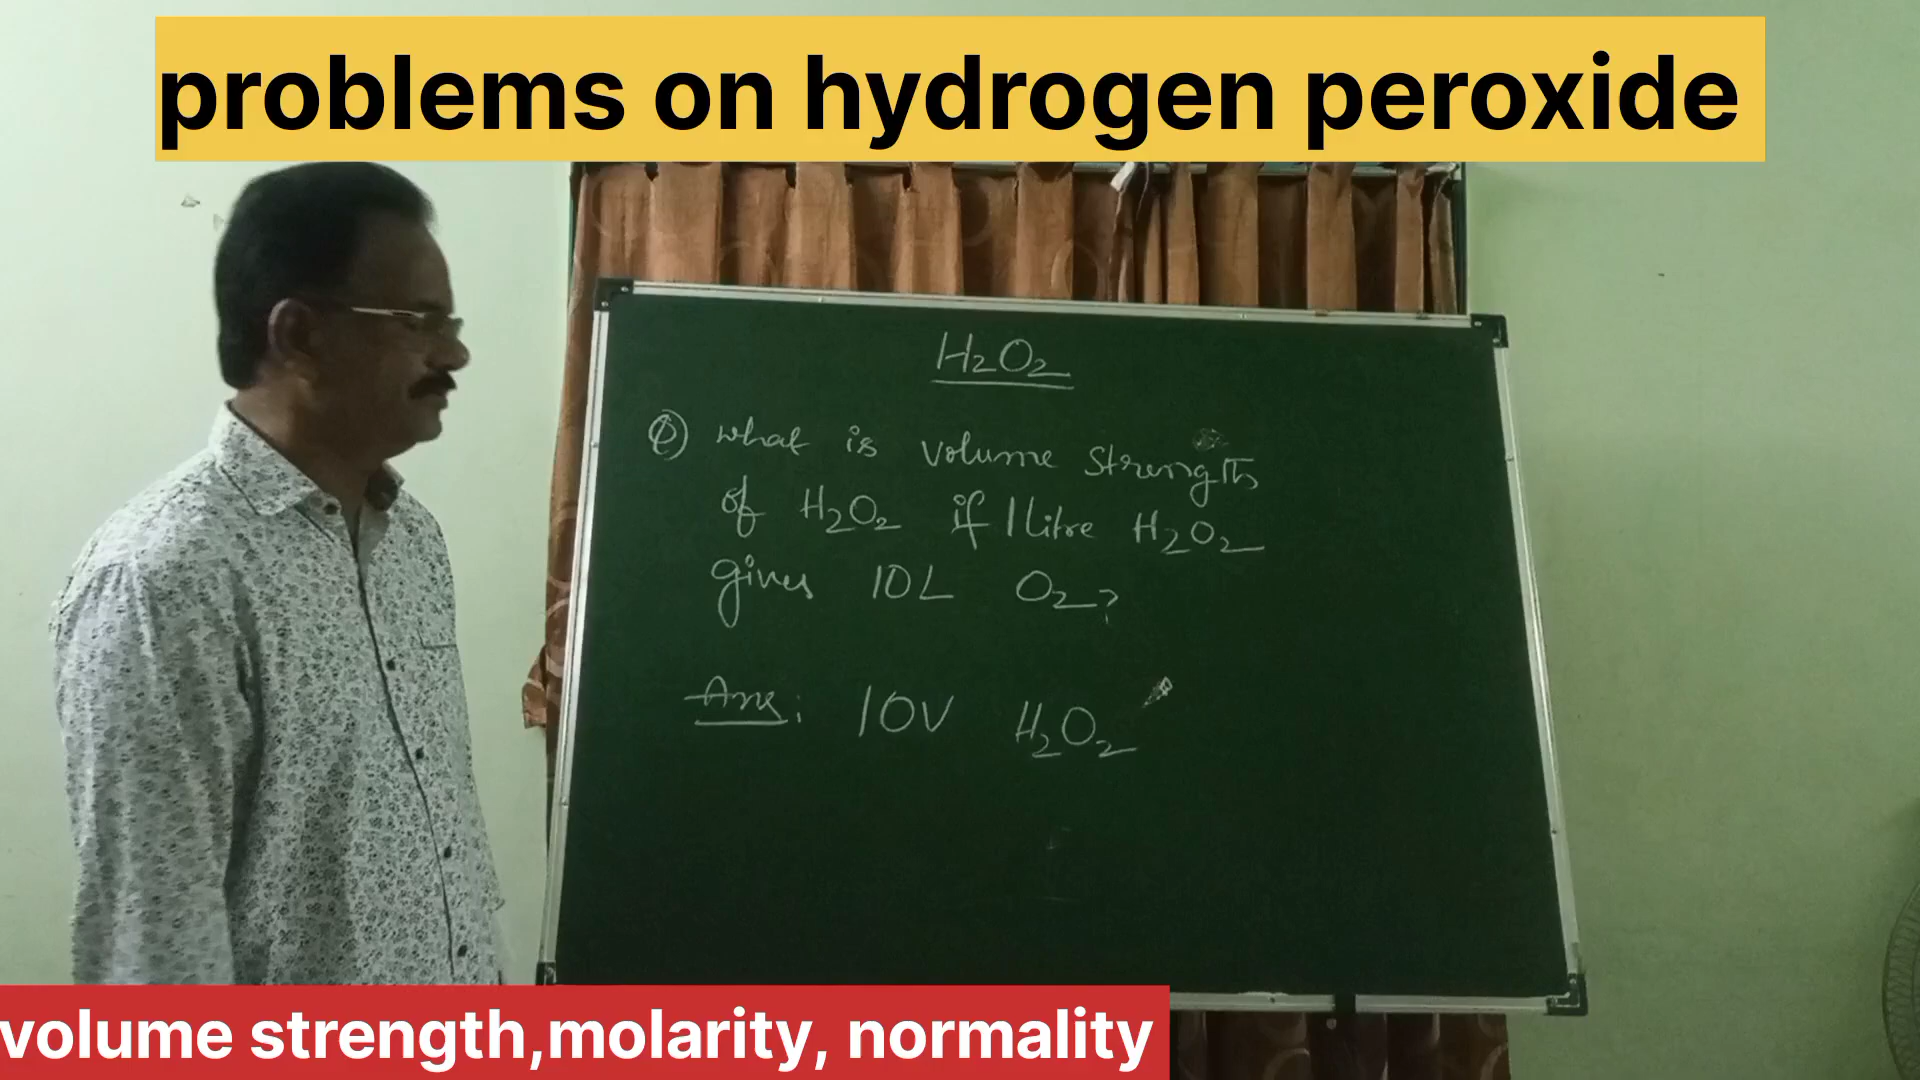 problems on hydrogen peroxide
H2O2
Q) what is volume strength
of H2O2 if 1 litre H2O2
gives 10L O2?
Ans: 10V H2O2
volume strength,molarity, normality